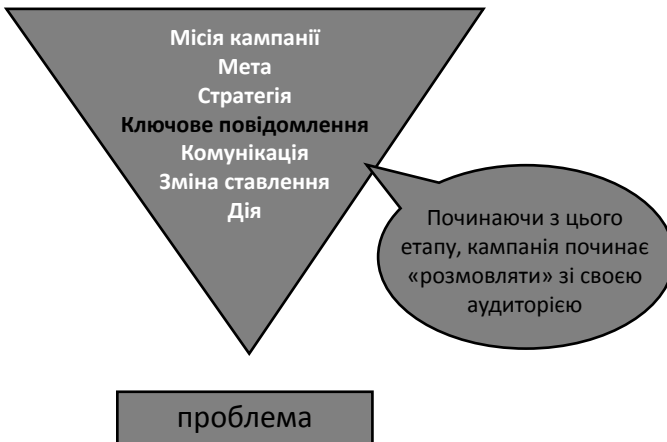 Місія кампанії
Мета
Стратегія
Ключове повідомлення
Комунікація
Зміна ставлення
Дія
Починаючи з цього
етапу, кампанія починає
«розмовляти» зі своєю
аудиторією
проблема